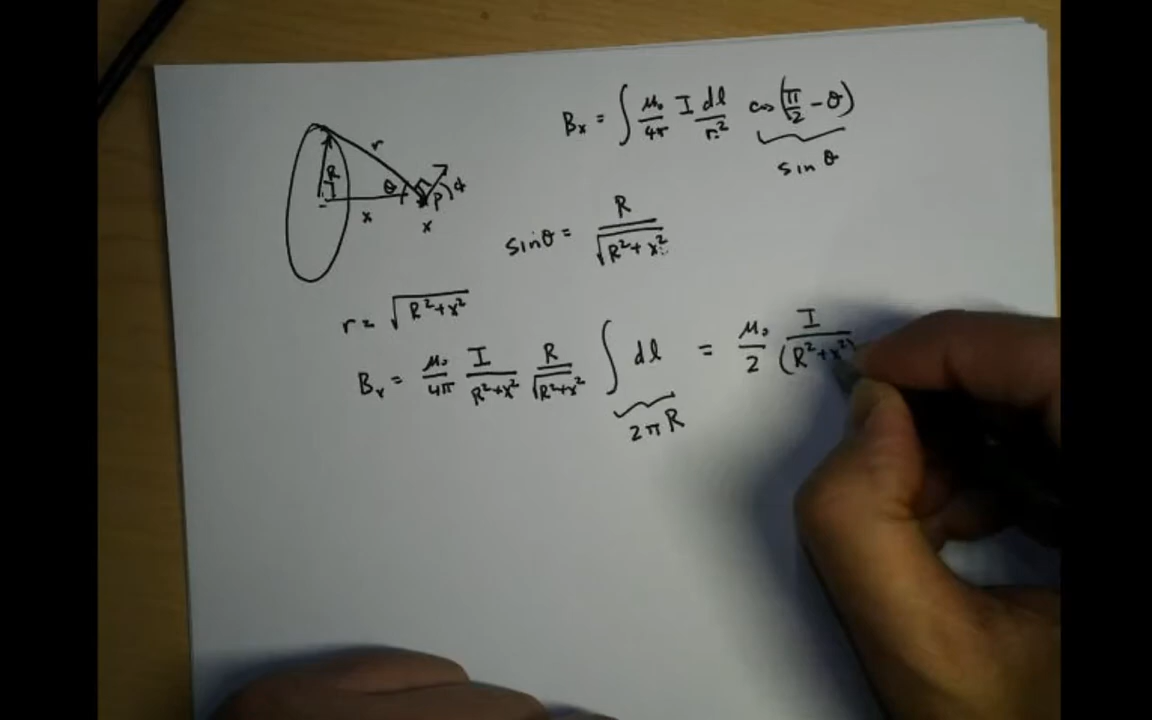 Bₓ = ∫ μ₀/4π I dl/r² cos(π/2 - θ)
sin θ
R r θ P x x
sinθ = R/√(R²+x²)
r = √(R²+x²)
Bₓ = μ₀/4π I/(R²+x²) R/√(R²+x²) ∫ dl = μ₀/2 I/(R²+x²)
2πR